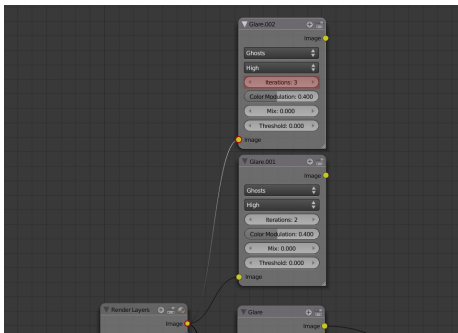 Glare.002
Image
Ghosts
High
Iterations: 3
Color Modulation: 0.400
Mix: 0.000
Threshold: 0.000
Image
Glare.001
Image
Ghosts
High
Iterations: 2
Color Modulation: 0.400
Mix: 0.000
Threshold: 0.000
Image
Render Layers
Image
Glare
Image